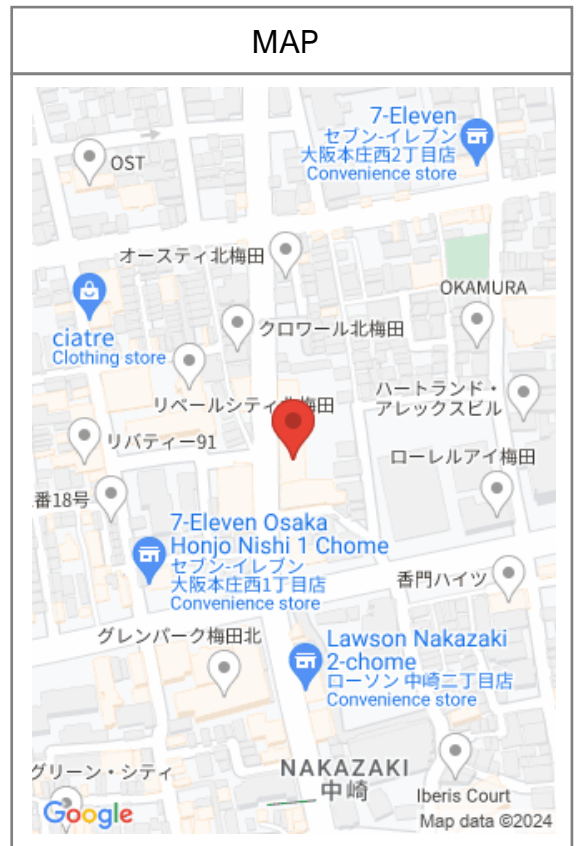 MAP
7-Eleven
セブン-イレブン
大阪本庄西2丁目店
Convenience store
OST
オースティ北梅田
OKAMURA
ciatre
Clothing store
クロワール北梅田
ハートランド・
アレックスビル
リベールシティ北梅田
リバティー91
ローレルアイ梅田
番18号
7-Eleven Osaka
Honjo Nishi 1 Chome
セブン-イレブン
大阪本庄西1丁目店
Convenience store
香門ハイツ
グレンパーク梅田北
Lawson Nakazaki
2-chome
ローソン 中崎二丁目店
Convenience store
グリーン・シティ
NAKAZAKI
中崎
Iberis Court
Google
Map data ©2024